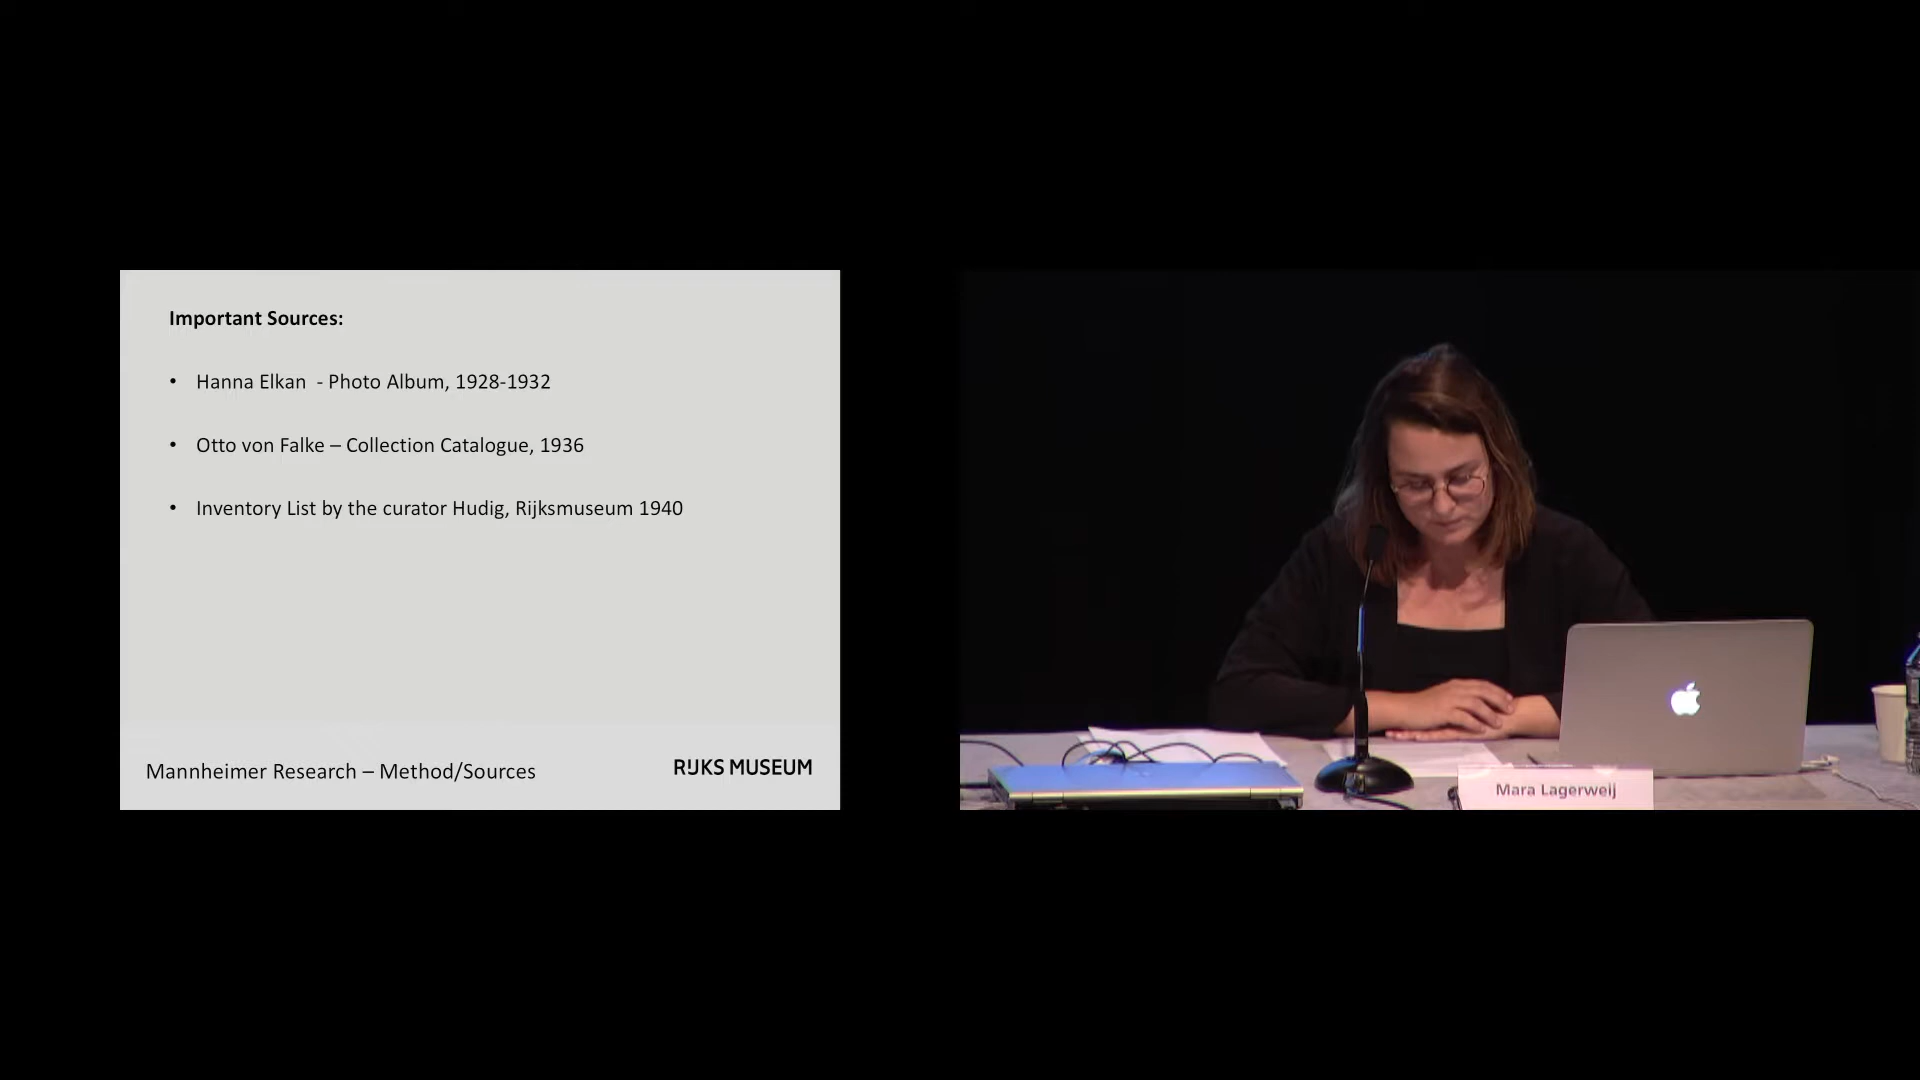 Important Sources:
• Hanna Elkan - Photo Album, 1928-1932
• Otto von Falke – Collection Catalogue, 1936
• Inventory List by the curator Hudig, Rijksmuseum 1940
Mannheimer Research – Method/Sources
RIJKS MUSEUM
Mara Lagerweij